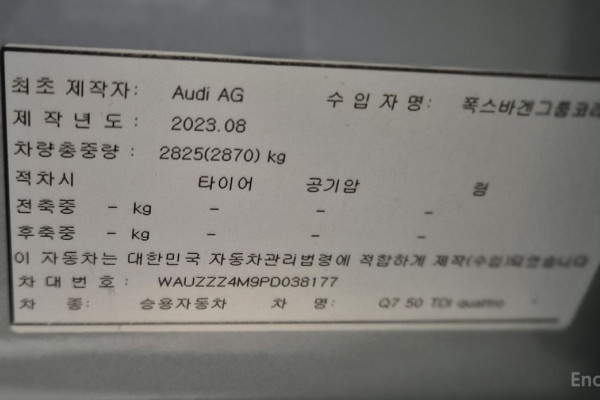 최초 제작자: Audi AG 수 입 자 명: 폭스바겐그룹코리
제 작 년 도 : 2023.08
차량총중량 : 2825(2870) kg
적차시 타이어 공기압 림
전축중 - kg - - -
후축중 - kg - - -
이 자동차는 대한민국 자동차관리법령에 적합하게 제작(수입)되었습니다
차 대 번 호 : WAUZZZ4M9PD038177
차 종: 승용자동차 차 명: Q7 50 TDI quattro
Enc